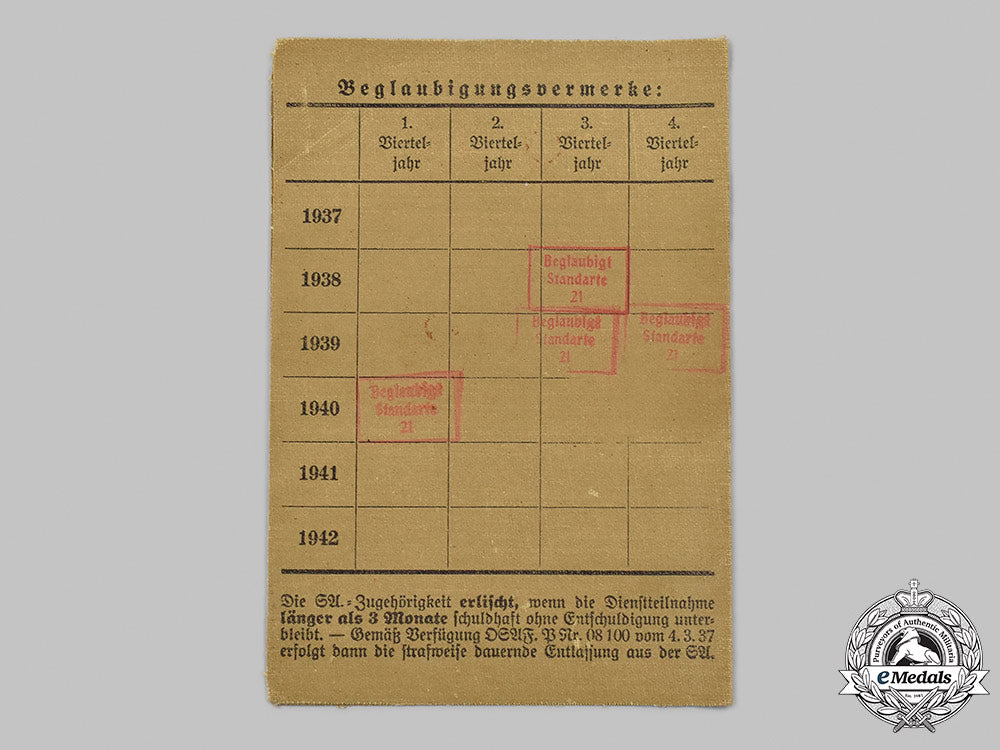 Beglaubigungsvermerke:
1. Viertel-jahr 2. Viertel-jahr 3. Viertel-jahr 4. Viertel-jahr
1937
1938 Beglaubigt Standarte 21
1939 Beglaubigt Standarte 21 Beglaubigt Standarte 21
1940 Beglaubigt Standarte 21
1941
1942
Die SA.-Zugehörigkeit erlischt, wenn die Dienstteilnahme
länger als 3 Monate schuldhaft ohne Entschuldigung unter-
bleibt. — Gemäß Verfügung OSAF. P Nr. 08 100 vom 4. 3. 37
erfolgt dann die strafweise dauernde Entlassung aus der SA.
Purveyors of Authentic Militaria
eMedals